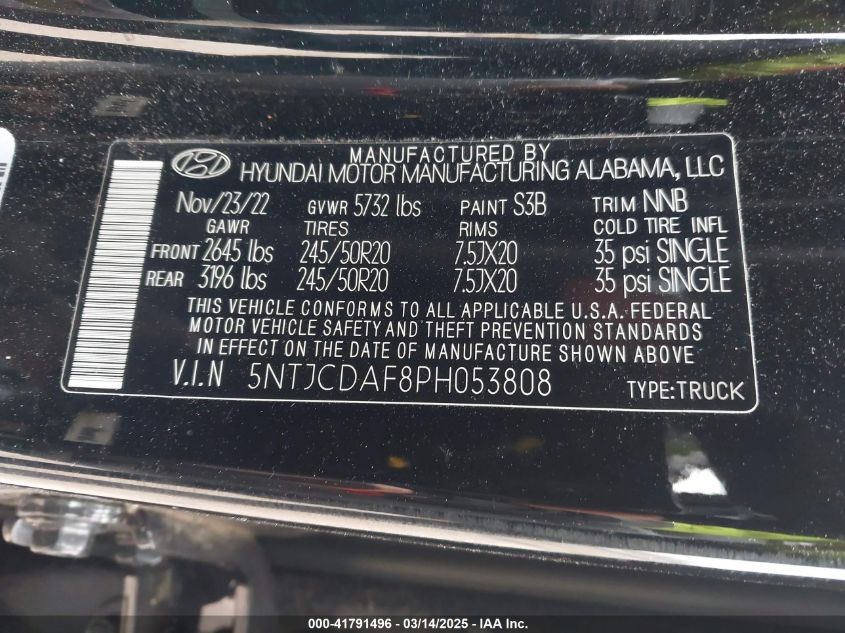 MANUFACTURED BY
HYUNDAI MOTOR MANUFACTURING ALABAMA, LLC
Nov/23/22 GVWR 5732 lbs PAINT S3B TRIM NNB
GAWR TIRES RIMS COLD TIRE INFL
FRONT 2645 lbs 245/50R20 7.5JX20 35 psi SINGLE
REAR 3196 lbs 245/50R20 7.5JX20 35 psi SINGLE
THIS VEHICLE CONFORMS TO ALL APPLICABLE U.S.A. FEDERAL
MOTOR VEHICLE SAFETY AND THEFT PREVENTION STANDARDS
IN EFFECT ON THE DATE OF MANUFACTURE SHOWN ABOVE
V.I.N 5NTJCDAF8PH053808 TYPE:TRUCK
000-41791496 - 03/14/2025 - IAA Inc.